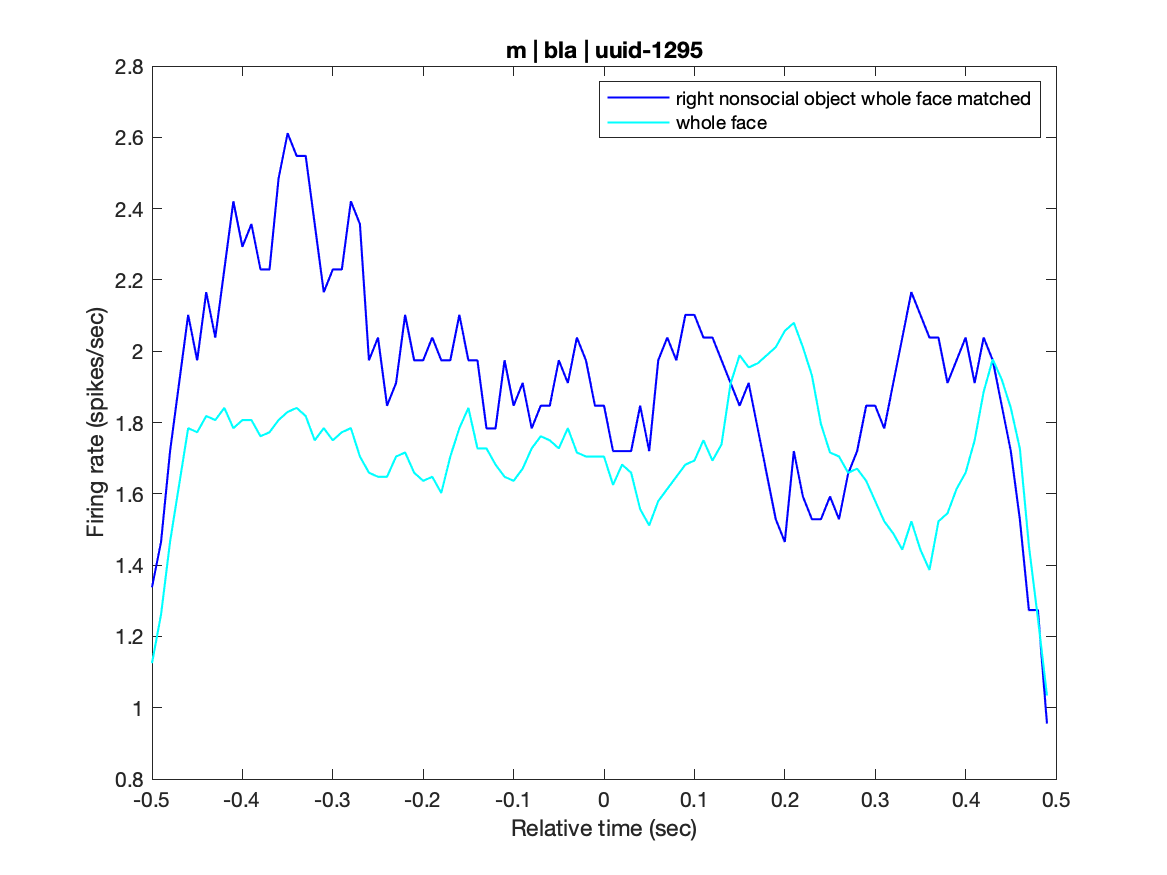 m | bla | uuid-1295
right nonsocial object whole face matched
whole face
2.8
2.6
2.4
2.2
2
1.8
1.6
1.4
1.2
1
0.8
Firing rate (spikes/sec)
-0.5 -0.4 -0.3 -0.2 -0.1 0 0.1 0.2 0.3 0.4 0.5
Relative time (sec)